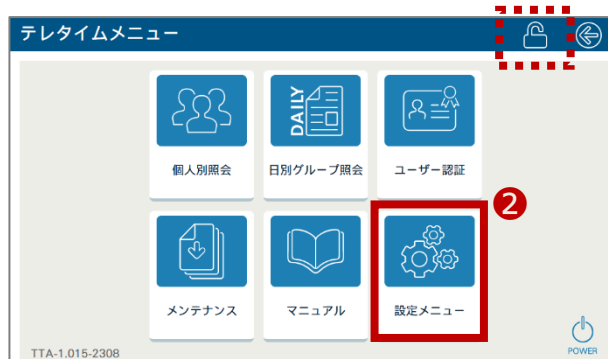 テレタイムメニュー
DAILY
個人別照会
日別グループ照会
ユーザー認証
2
メンテナンス
マニュアル
設定メニュー
TTA-1.015-2308
POWER